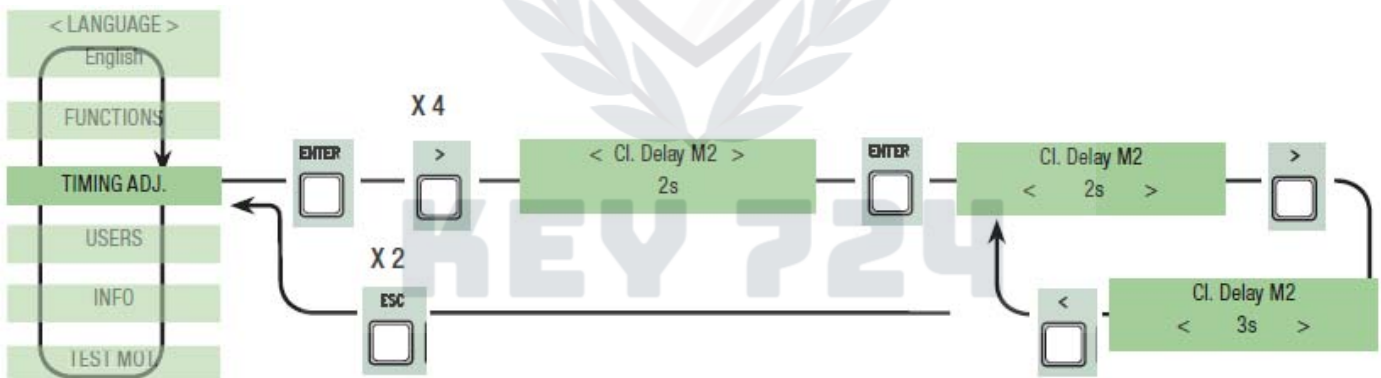 < LANGUAGE >
English
FUNCTIONS
TIMING ADJ.
USERS
INFO
TEST MOT.
ENTER
X 4
>
< Cl. Delay M2 >
2s
ENTER
Cl. Delay M2
< 2s >
>
X 2
ESC
<
Cl. Delay M2
< 3s >
KEY 724